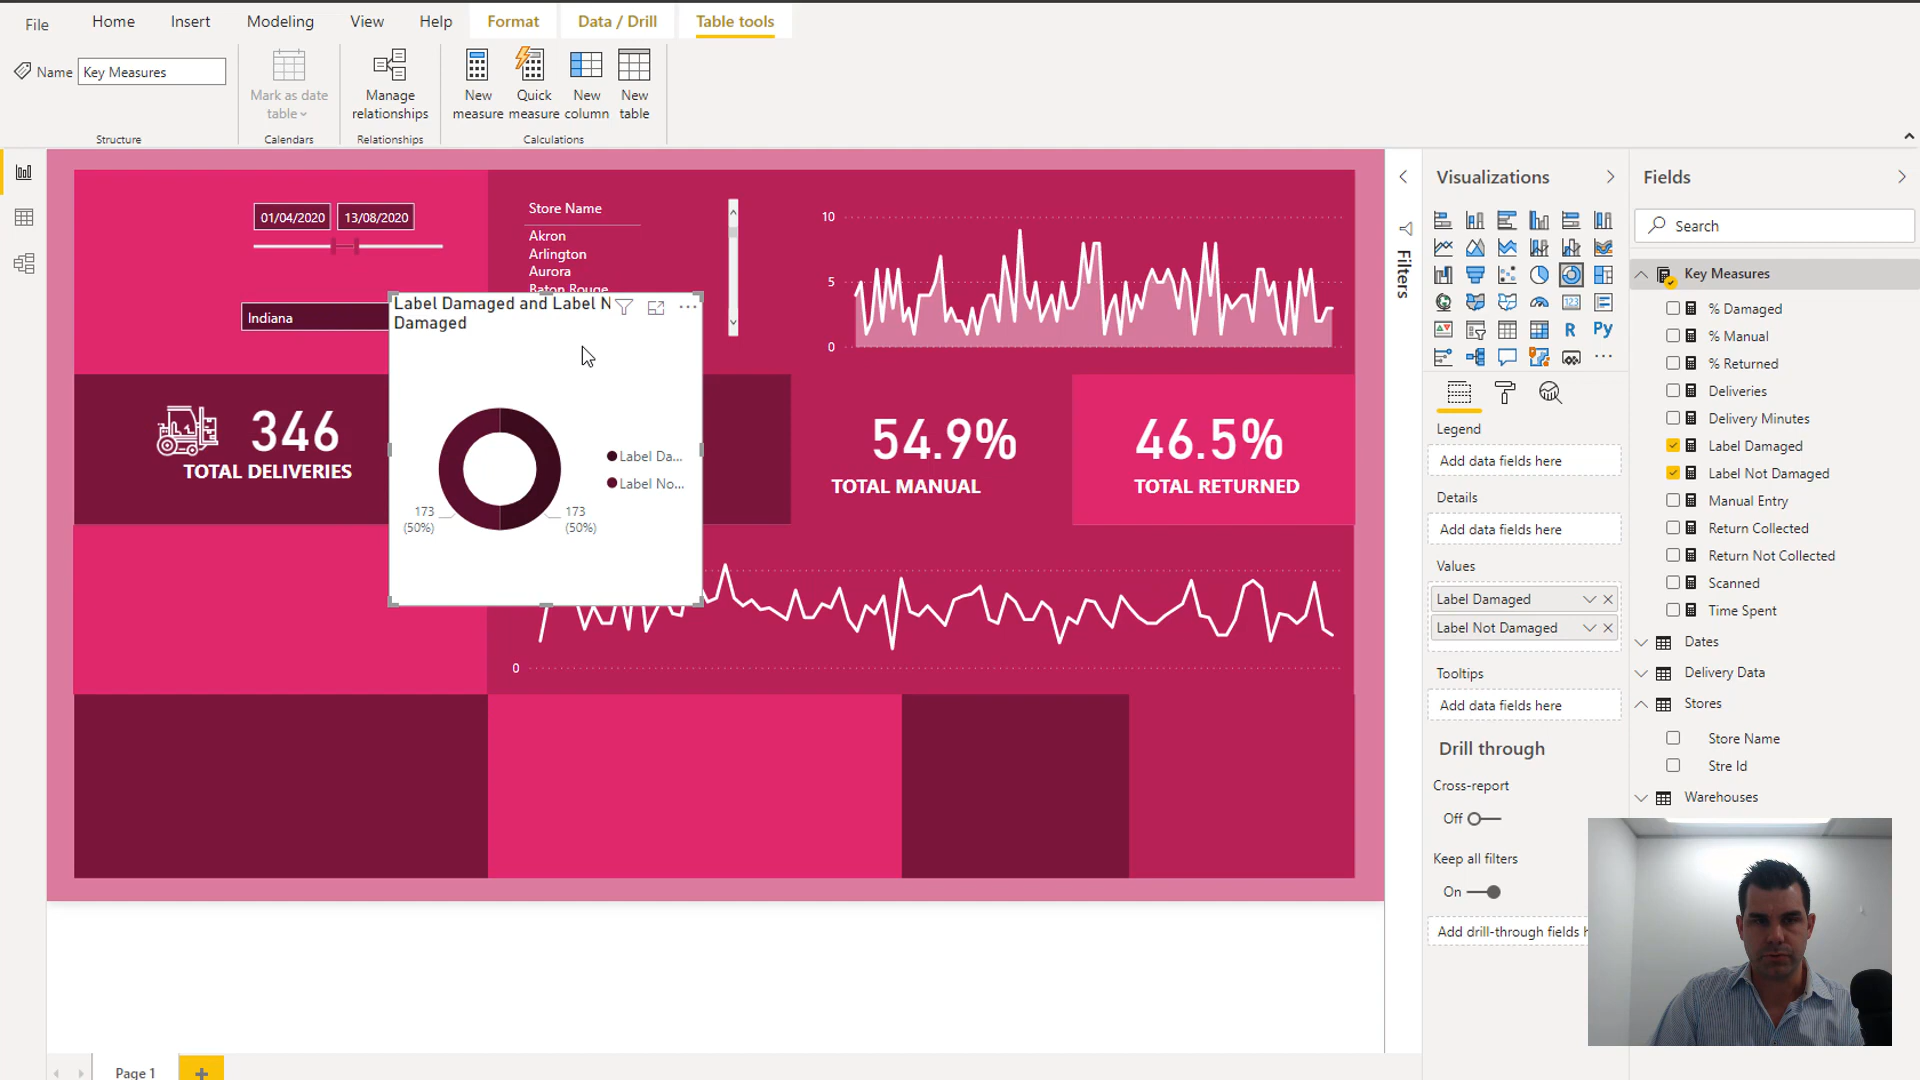 File
Home
Insert
Modeling
View
Help
Format
Data / Drill
Table tools
Name
Key Measures
Mark as date
table
Manage
relationships
New
measure
Quick
measure
New
column
New
table
Structure
Calendars
Relationships
Calculations
01/04/2020
13/08/2020
Indiana
Store Name
Akron
Arlington
Aurora
Baton Rouge
10
5
0
Label Damaged and Label N
Damaged
173
(50%)
173
(50%)
Label Da...
Label No...
346
TOTAL DELIVERIES
54.9%
TOTAL MANUAL
46.5%
TOTAL RETURNED
0
Filters
Visualizations
R
Py
Legend
Add data fields here
Details
Add data fields here
Values
Label Damaged
Label Not Damaged
Tooltips
Add data fields here
Drill through
Cross-report
Off
Keep all filters
On
Add drill-through fields h
Fields
Search
Key Measures
% Damaged
% Manual
% Returned
Deliveries
Delivery Minutes
Label Damaged
Label Not Damaged
Manual Entry
Return Collected
Return Not Collected
Scanned
Time Spent
Dates
Delivery Data
Stores
Store Name
Stre Id
Warehouses
Page 1